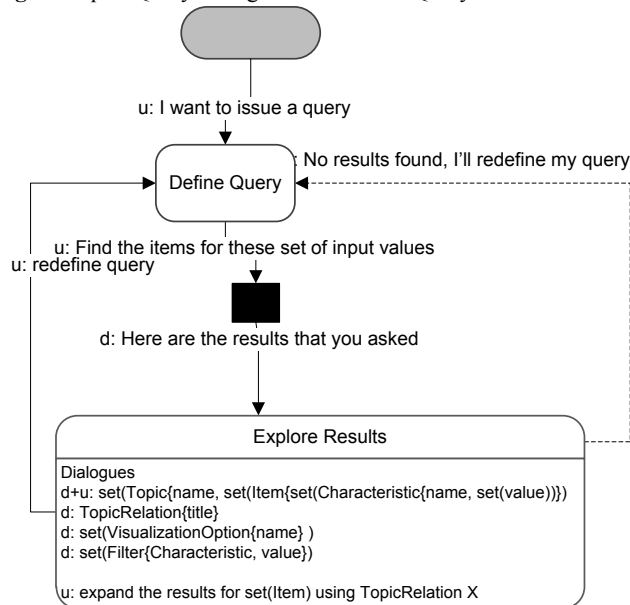 u: I want to issue a query
: No results found, I'll redefine my query
Define Query
u: Find the items for these set of input values
u: redefine query
d: Here are the results that you asked
Explore Results
Dialogues
d+u: set(Topic{name, set(Item{set(Characteristic{name, set(value))})
d: TopicRelation{title}
d: set(VisualizationOption{name} )
d: set(Filter{Characteristic, value})
u: expand the results for set(Item) using TopicRelation X